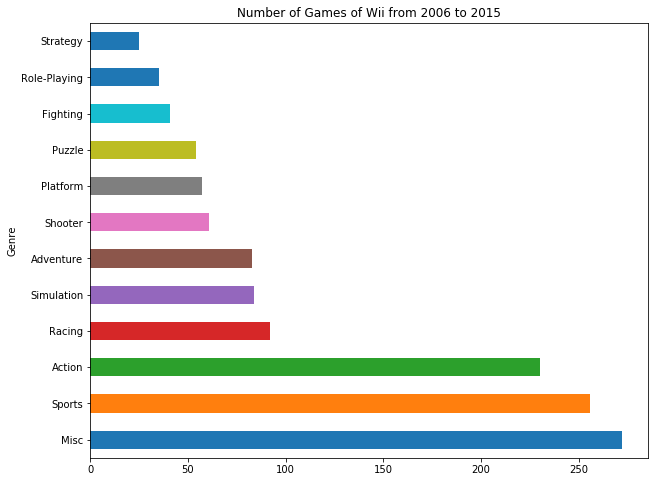 Number of Games of Wii from 2006 to 2015
Strategy
Role-Playing
Fighting
Puzzle
Platform
Shooter
Genre
Adventure
Simulation
Racing
Action
Sports
Misc
0 50 100 150 200 250